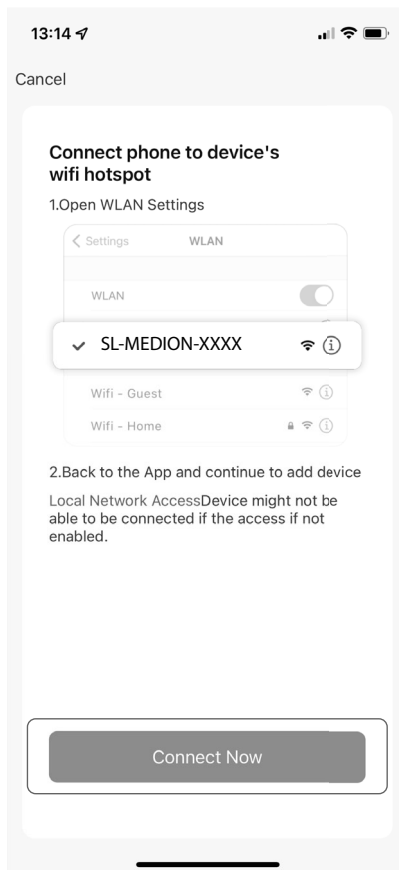 13:14
Cancel
Connect phone to device's
wifi hotspot
1.Open WLAN Settings
Settings WLAN
WLAN
SL-MEDION-XXXX
Wifi - Guest
Wifi - Home
2.Back to the App and continue to add device
Local Network AccessDevice might not be
able to be connected if the access if not
enabled.
Connect Now